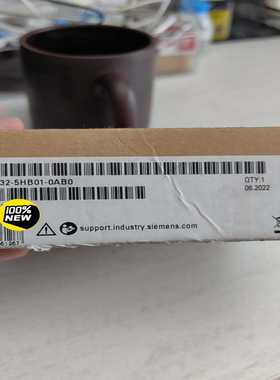 32-5HB01-0AB0
QTY:1
06.2022
100%
NEW
support.industry.siemens.com